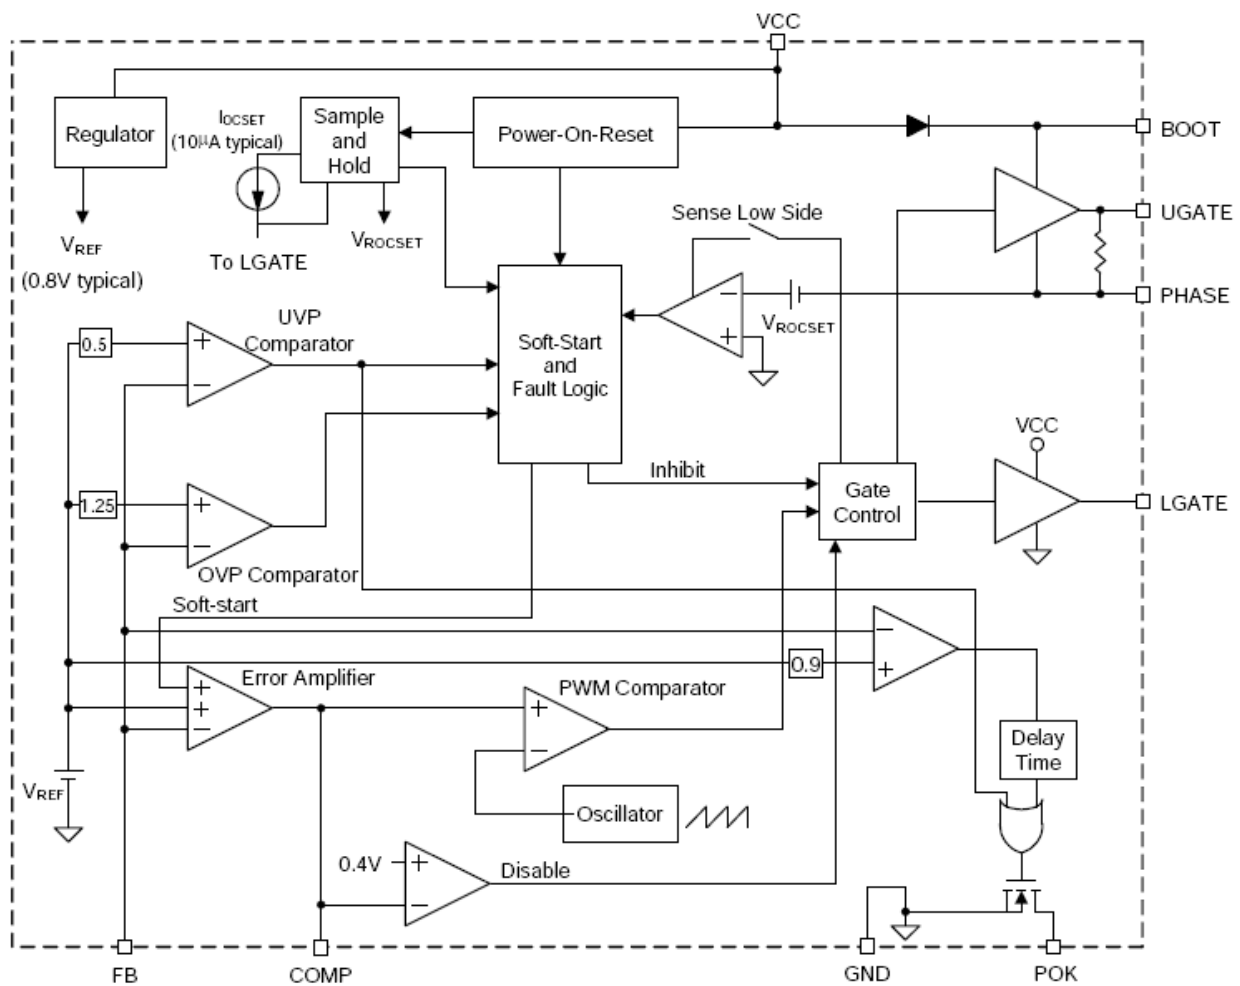 VCC
Regulator
IOCSET
(10μA typical)
Sample
and
Hold
Power-On-Reset
BOOT
UGATE
PHASE
VREF
(0.8V typical)
To LGATE
VROCSET
Sense Low Side
−
+
VROCSET
Soft-Start
and
Fault Logic
UVP
Comparator
0.5
+
−
1.25
+
−
OVP Comparator
Inhibit
Gate
Control
VCC
LGATE
Soft-start
Error Amplifier
+
+
−
PWM Comparator
+
−
0.9
−
+
Delay
Time
VREF
Oscillator
0.4V
+
−
Disable
FB
COMP
GND
POK